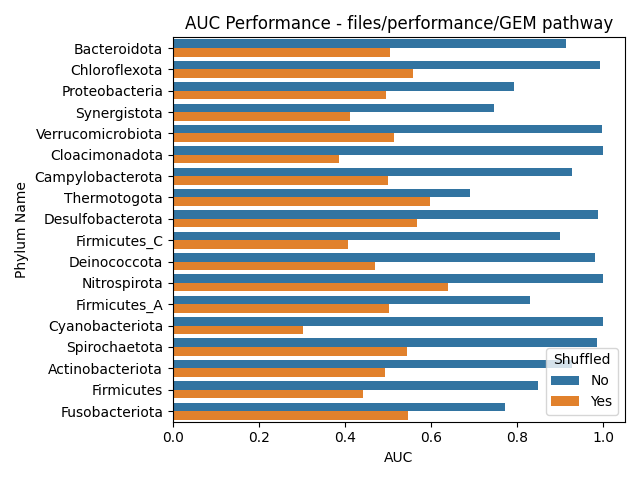 AUC Performance - files/performance/GEM pathway
Phylum Name
Bacteroidota
Chloroflexota
Proteobacteria
Synergistota
Verrucomicrobiota
Cloacimonadota
Campylobacterota
Thermotogota
Desulfobacterota
Firmicutes_C
Deinococcota
Nitrospirota
Firmicutes_A
Cyanobacteriota
Spirochaetota
Actinobacteriota
Firmicutes
Fusobacteriota
Shuffled
No
Yes
0.0 0.2 0.4 0.6 0.8 1.0
AUC